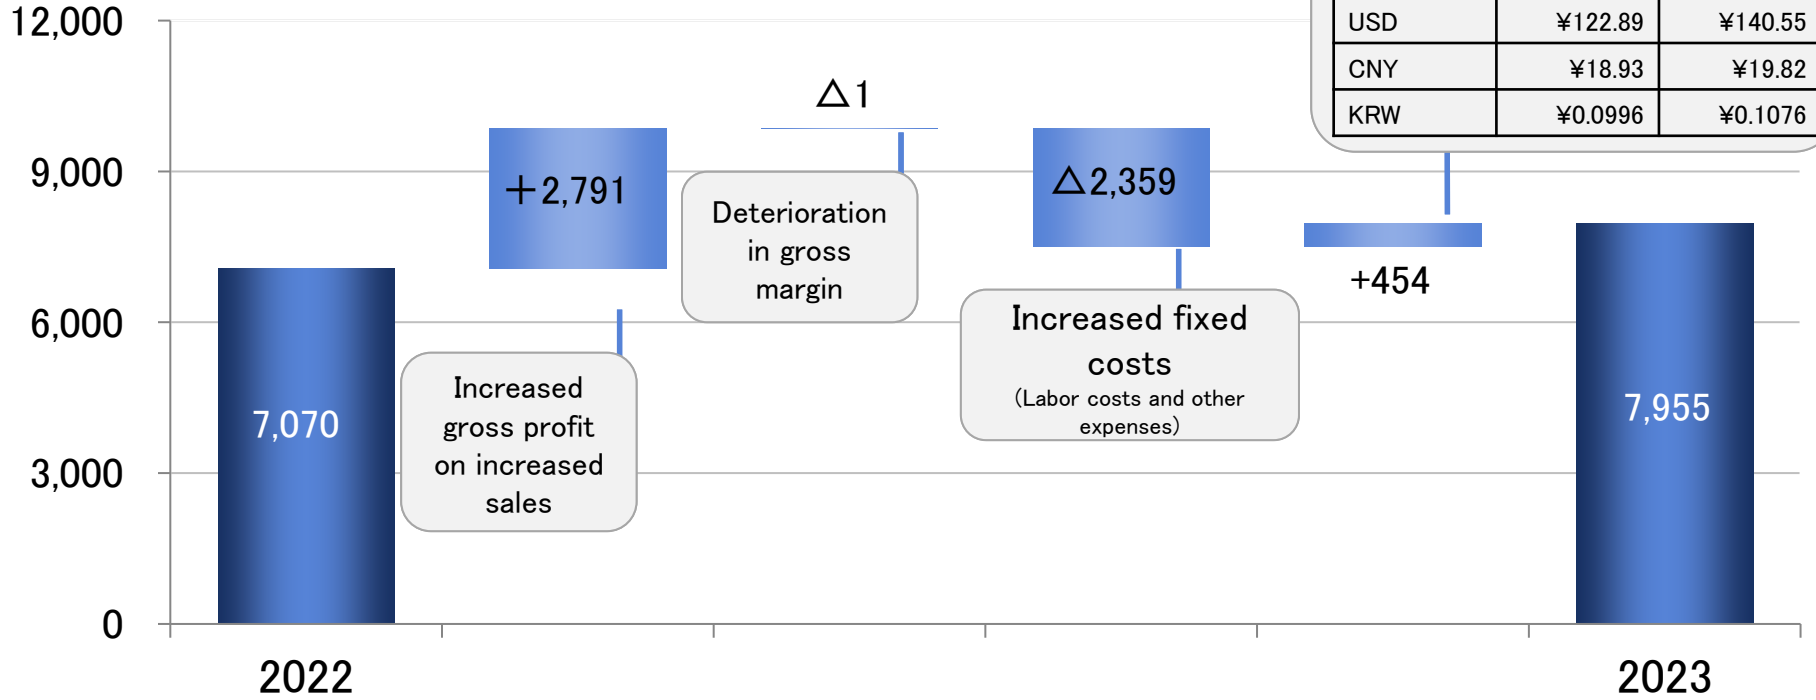 12,000
9,000
6,000
3,000
0
7,070
＋2,791
△1
△2,359
+454
7,955
Increased
gross profit
on increased
sales
Deterioration
in gross
margin
Increased fixed
costs
(Labor costs and other
expenses)
USD ¥122.89 ¥140.55
CNY ¥18.93 ¥19.82
KRW ¥0.0996 ¥0.1076
2022
2023